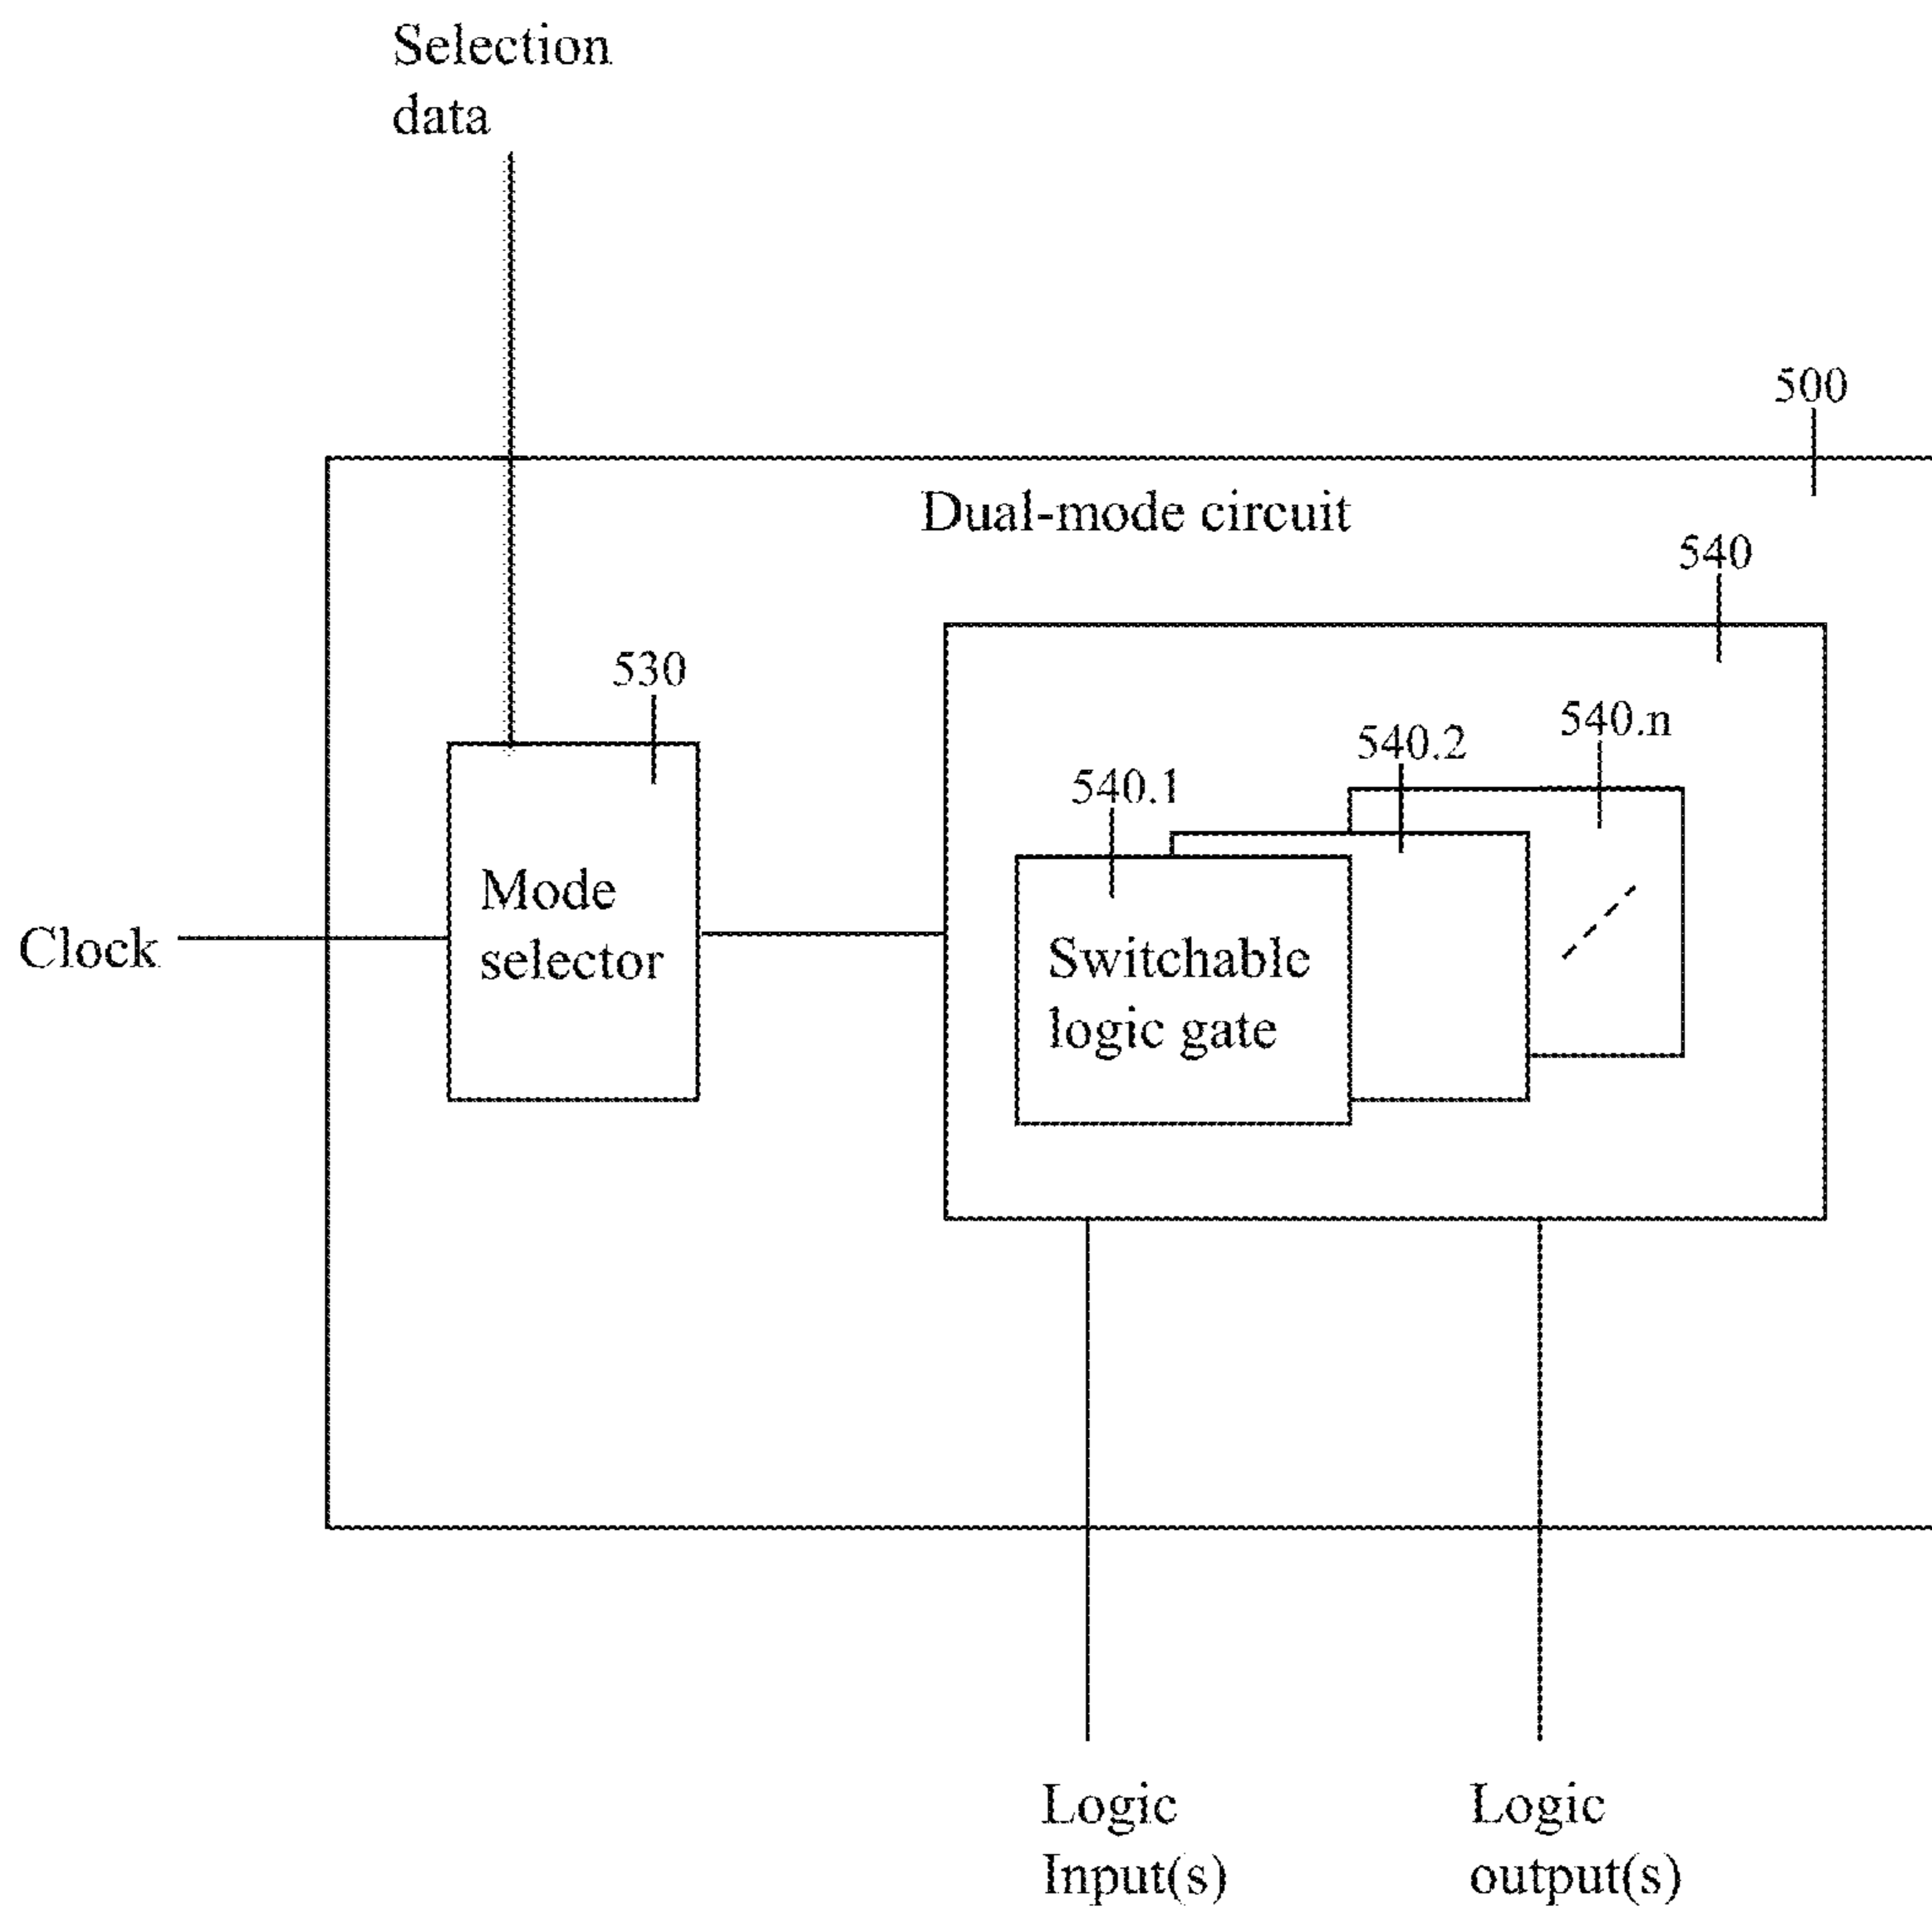 Selection
data
500
Dual-mode circuit
540
530
540.n
540.2
540.1
Mode
selector
Clock
Switchable
logic gate
Logic
Input(s)
Logic
output(s)